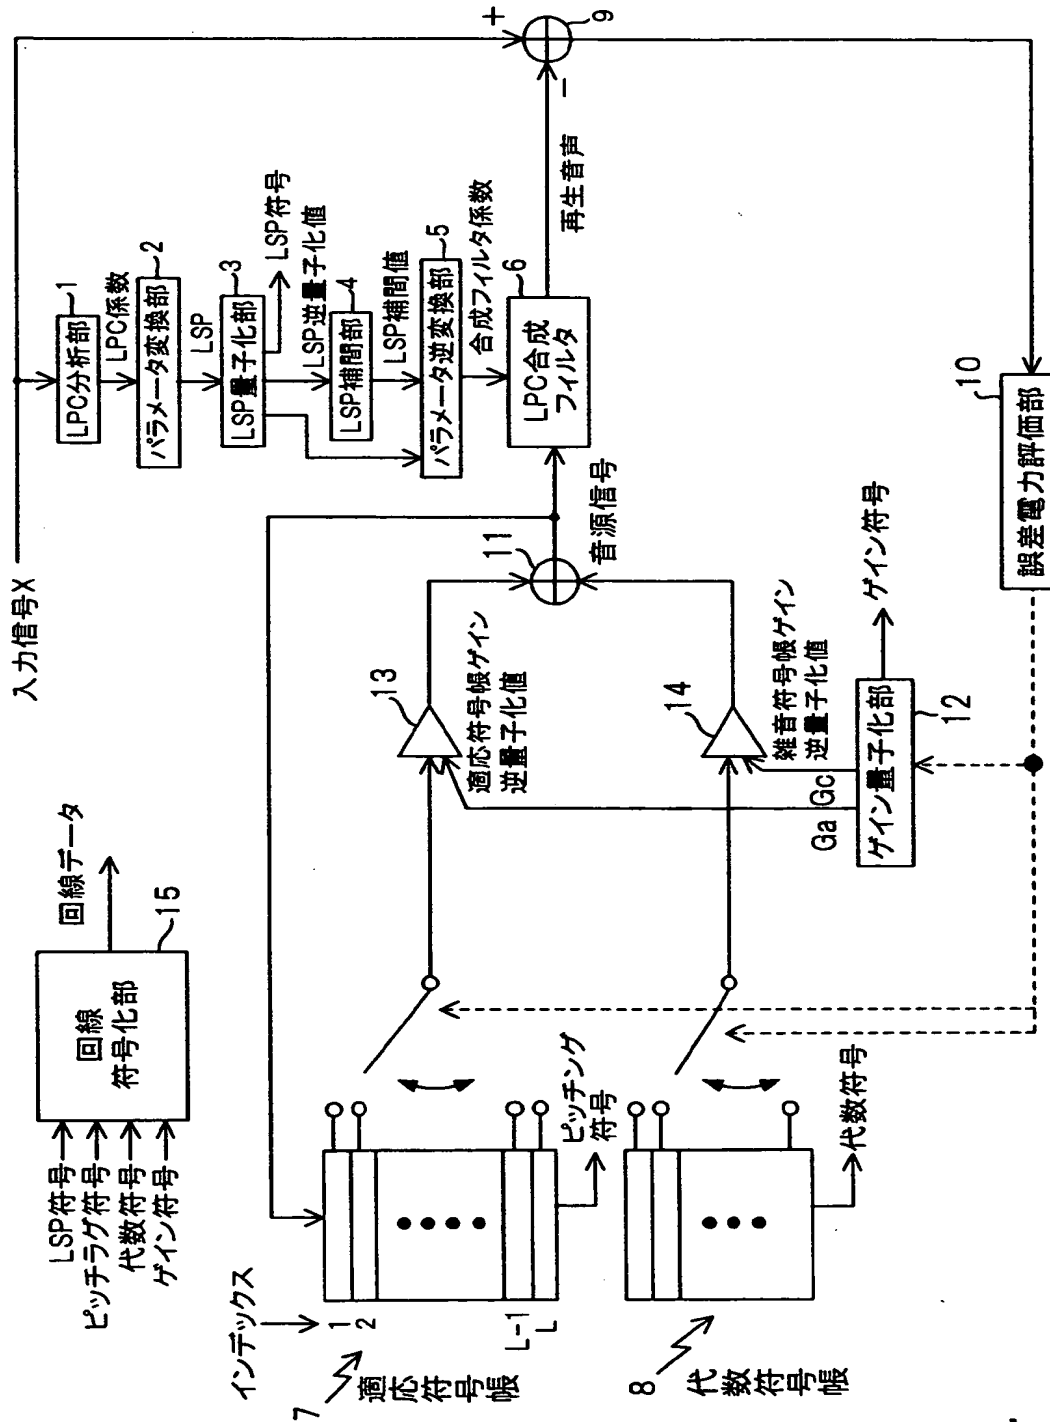 入力信号X
LPC分析部
1
LPC係数
パラメータ変換部
2
LSP
LSP量子化部
3
LSP符号
LSP逆量子化値
LSP補間部
4
LSP補間値
パラメータ逆変換部
5
合成フィルタ係数
LPC合成
フィルタ
6
再生音声
+
-
9
回線
符号化部
15
回線データ
LSP符号
ピッチラグ符号
代数符号
ゲイン符号
インデックス
1
2
L-1
L
7
適応符号帳
ピッチング
符号
8
代数符号帳
代数符号
13
適応符号帳ゲイン
逆量子化値
14
雑音符号帳ゲイン
逆量子化値
11
音源信号
Ga
Gc
ゲイン量子化部
12
ゲイン符号
10
誤差電力評価部